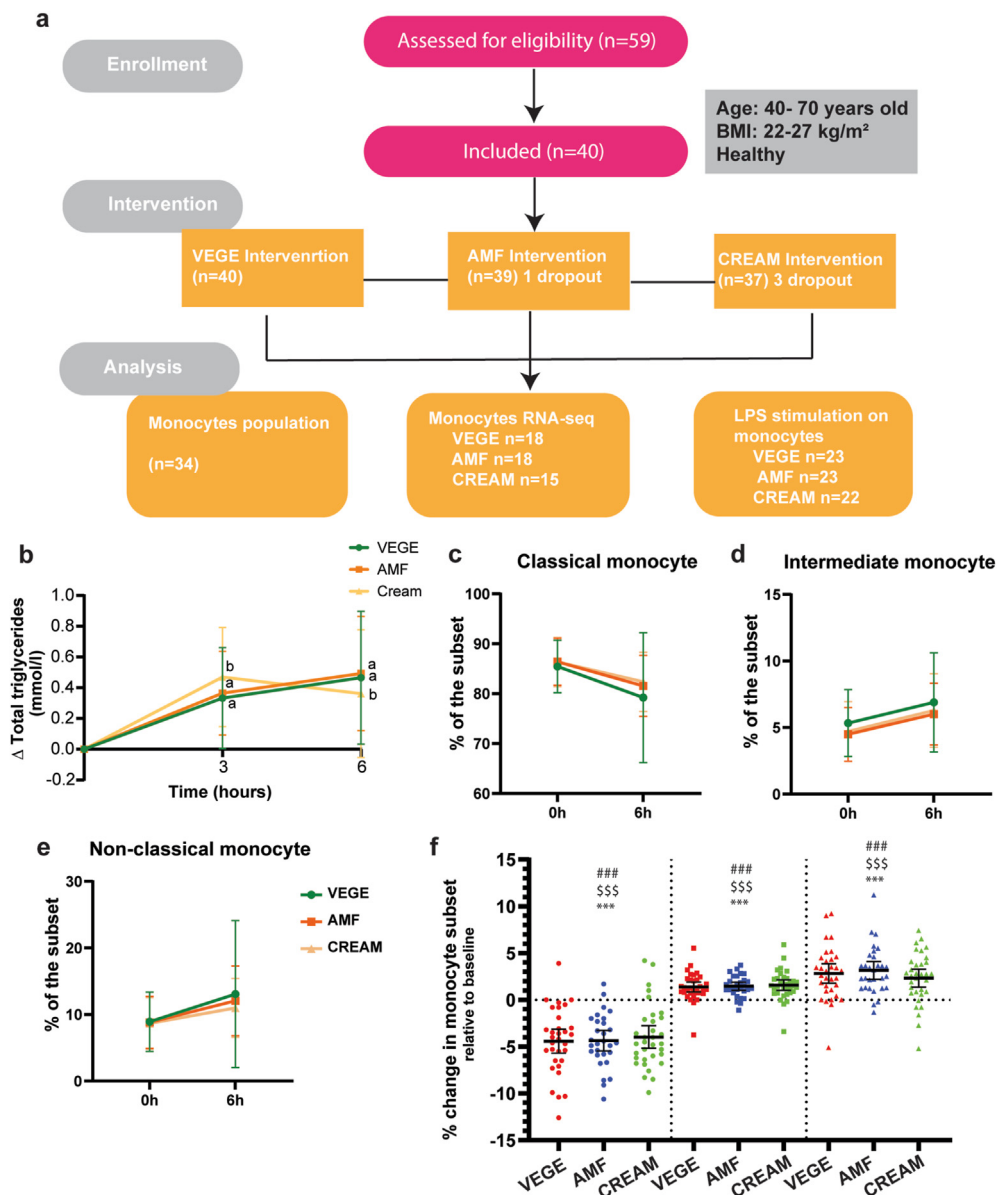 a
Assessed for eligibility (n=59)
Enrollment
Age: 40- 70 years old
BMI: 22-27 kg/m²
Healthy
Included (n=40)
Intervention
VEGE Intervenrtion
(n=40)
AMF Intervention
(n=39) 1 dropout
CREAM Intervention
(n=37) 3 dropout
Analysis
Monocytes population
(n=34)
Monocytes RNA-seq
VEGE n=18
AMF n=18
CREAM n=15
LPS stimulation on
monocytes
VEGE n=23
AMF n=23
CREAM n=22
b
VEGE
AMF
Cream
Δ Total triglycerides
(mmol/l)
1.0
0.8
0.6
0.4
0.2
0.0
-0.2
b
a
a
a
a
b
3
6
Time (hours)
c
Classical monocyte
% of the subset
100
90
80
70
60
0h
6h
d
Intermediate monocyte
% of the subset
15
10
5
0
0h
6h
e
Non-classical monocyte
% of the subset
30
20
10
0
0h
6h
VEGE
AMF
CREAM
f
% change in monocyte subset
relative to baseline
15
10
5
0
-5
-10
-15
###
$$$
***
###
$$$
***
###
$$$
***
VEGE
AMF
CREAM
VEGE
AMF
CREAM
VEGE
AMF
CREAM